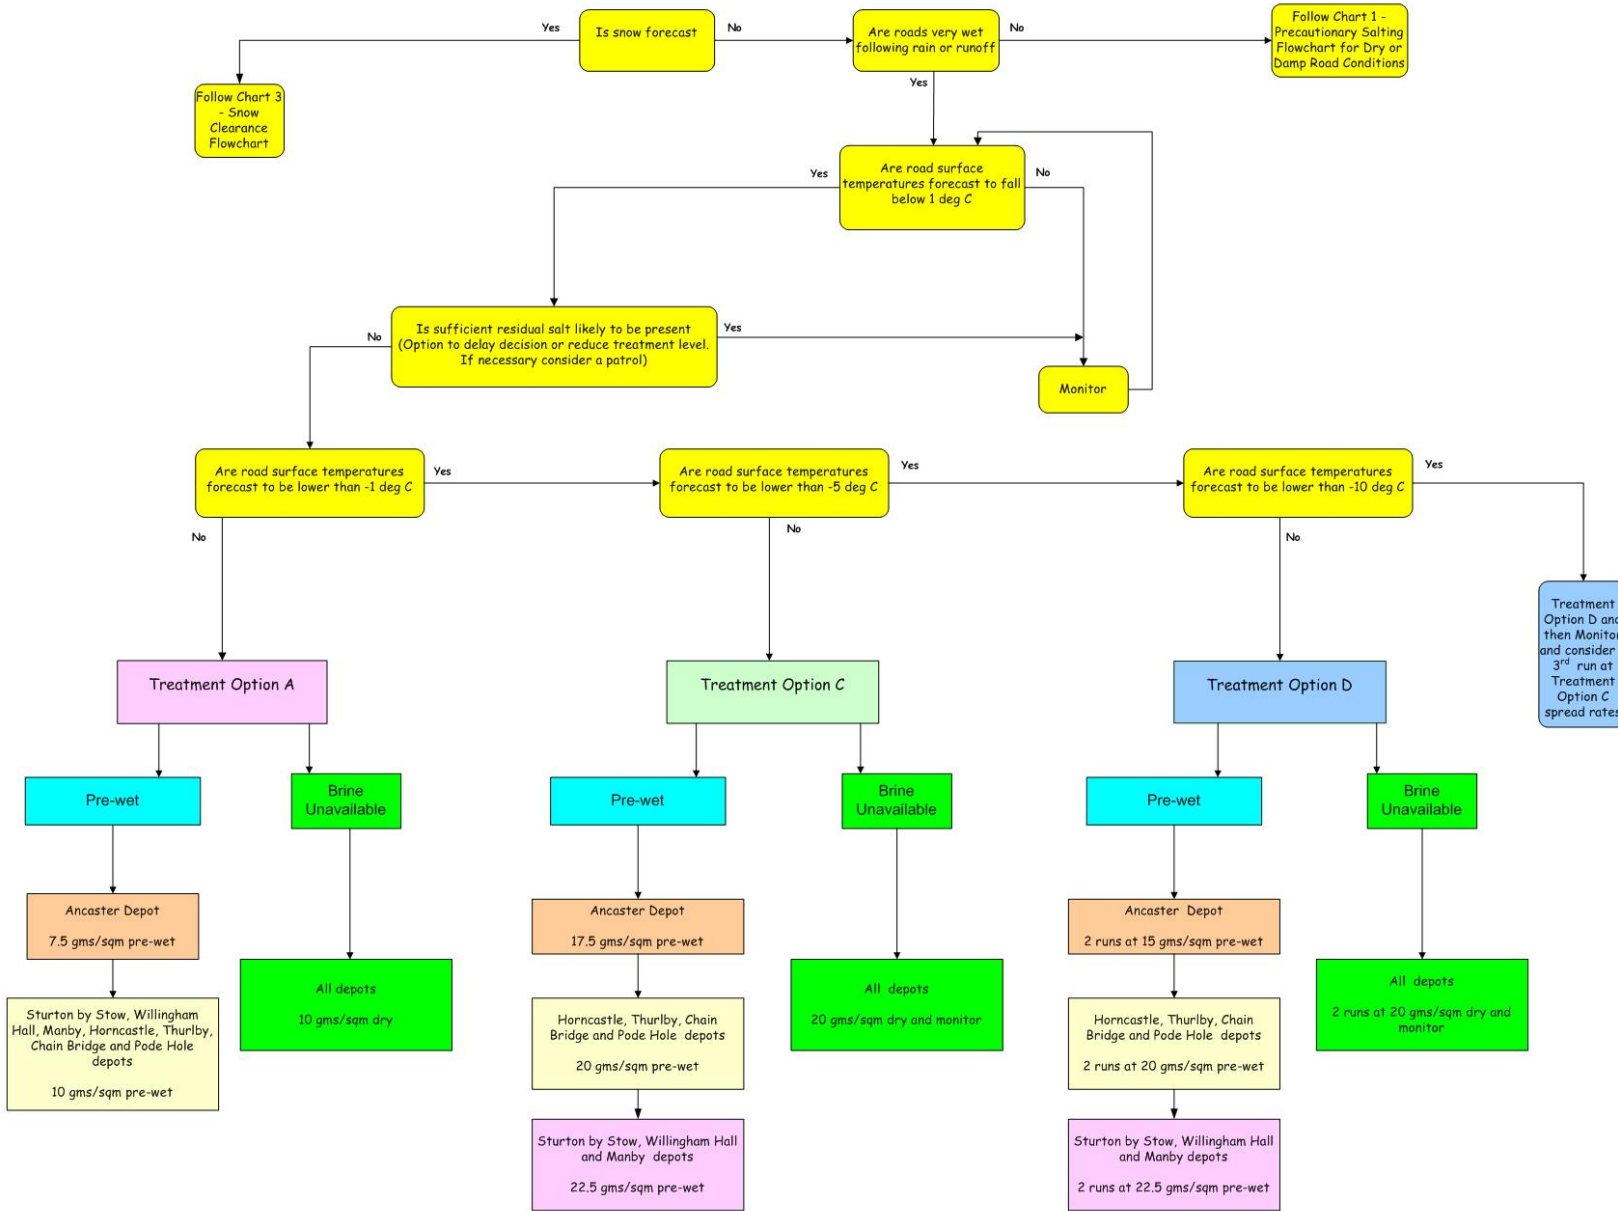 Is snow forecast
Yes
No
Are roads very wet
following rain or runoff
No
Yes
Follow Chart 1 -
Precautionary Salting
Flowchart for Dry or
Damp Road Conditions
Follow Chart 3
- Snow
Clearance
Flowchart
Are road surface
temperatures forecast to fall
below 1 deg C
Yes
No
Is sufficient residual salt likely to be present
(Option to delay decision or reduce treatment level.
If necessary consider a patrol)
No
Yes
Monitor
Are road surface temperatures
forecast to be lower than -1 deg C
Yes
No
Are road surface temperatures
forecast to be lower than -5 deg C
Yes
No
Are road surface temperatures
forecast to be lower than -10 deg C
Yes
No
Treatment
Option D and
then Monitor
and consider
3rd run at
Treatment
Option C
spread rates
Treatment Option A
Treatment Option C
Treatment Option D
Pre-wet
Brine
Unavailable
Pre-wet
Brine
Unavailable
Pre-wet
Brine
Unavailable
Ancaster Depot
7.5 gms/sqm pre-wet
Sturton by Stow, Willingham
Hall, Manby, Horncastle, Thurlby,
Chain Bridge and Pode Hole
depots
10 gms/sqm pre-wet
All depots
10 gms/sqm dry
Ancaster Depot
17.5 gms/sqm pre-wet
Horncastle, Thurlby, Chain
Bridge and Pode Hole depots
20 gms/sqm pre-wet
Sturton by Stow, Willingham Hall
and Manby depots
22.5 gms/sqm pre-wet
All depots
20 gms/sqm dry and monitor
Ancaster Depot
2 runs at 15 gms/sqm pre-wet
Horncastle, Thurlby, Chain
Bridge and Pode Hole depots
2 runs at 20 gms/sqm pre-wet
Sturton by Stow, Willingham Hall
and Manby depots
2 runs at 22.5 gms/sqm pre-wet
All depots
2 runs at 20 gms/sqm dry and
monitor